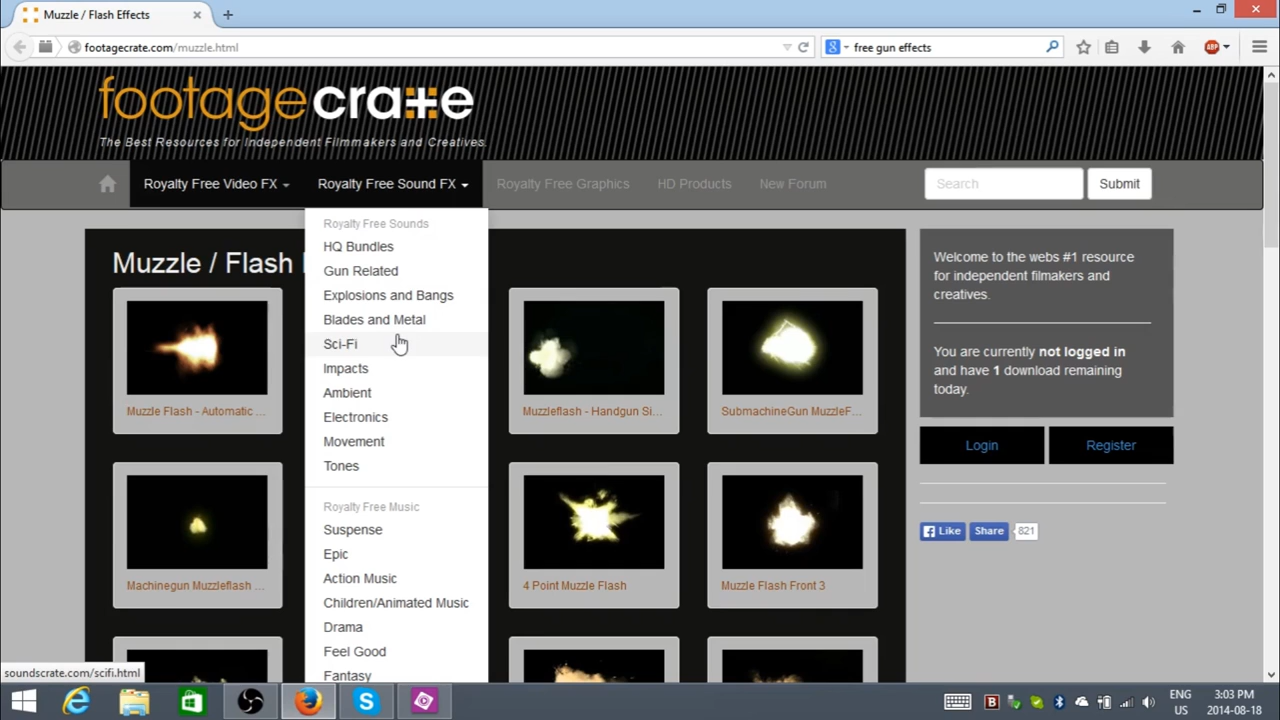 Muzzle / Flash Effects
footagecrate.com/muzzle.html
free gun effects
ABP
footagecrate
The Best Resources for Independent Filmmakers and Creatives.
Royalty Free Video FX
Royalty Free Sound FX
Royalty Free Graphics
HD Products
New Forum
Search
Submit
Royalty Free Sounds
HQ Bundles
Gun Related
Explosions and Bangs
Blades and Metal
Sci-Fi
Impacts
Ambient
Electronics
Movement
Tones
Royalty Free Music
Suspense
Epic
Action Music
Children/Animated Music
Drama
Feel Good
Fantasy
Muzzle / Flash
Muzzle Flash - Automatic ...
Muzzleflash - Handgun Si...
SubmachineGun MuzzleF...
Machinegun Muzzleflash ...
4 Point Muzzle Flash
Muzzle Flash Front 3
Welcome to the webs #1 resource
for independent filmakers and
creatives.
You are currently not logged in
and have 1 download remaining
today.
Login
Register
Like
Share
821
soundscrate.com/scifi.html
ENG
US
3:03 PM
2014-08-18